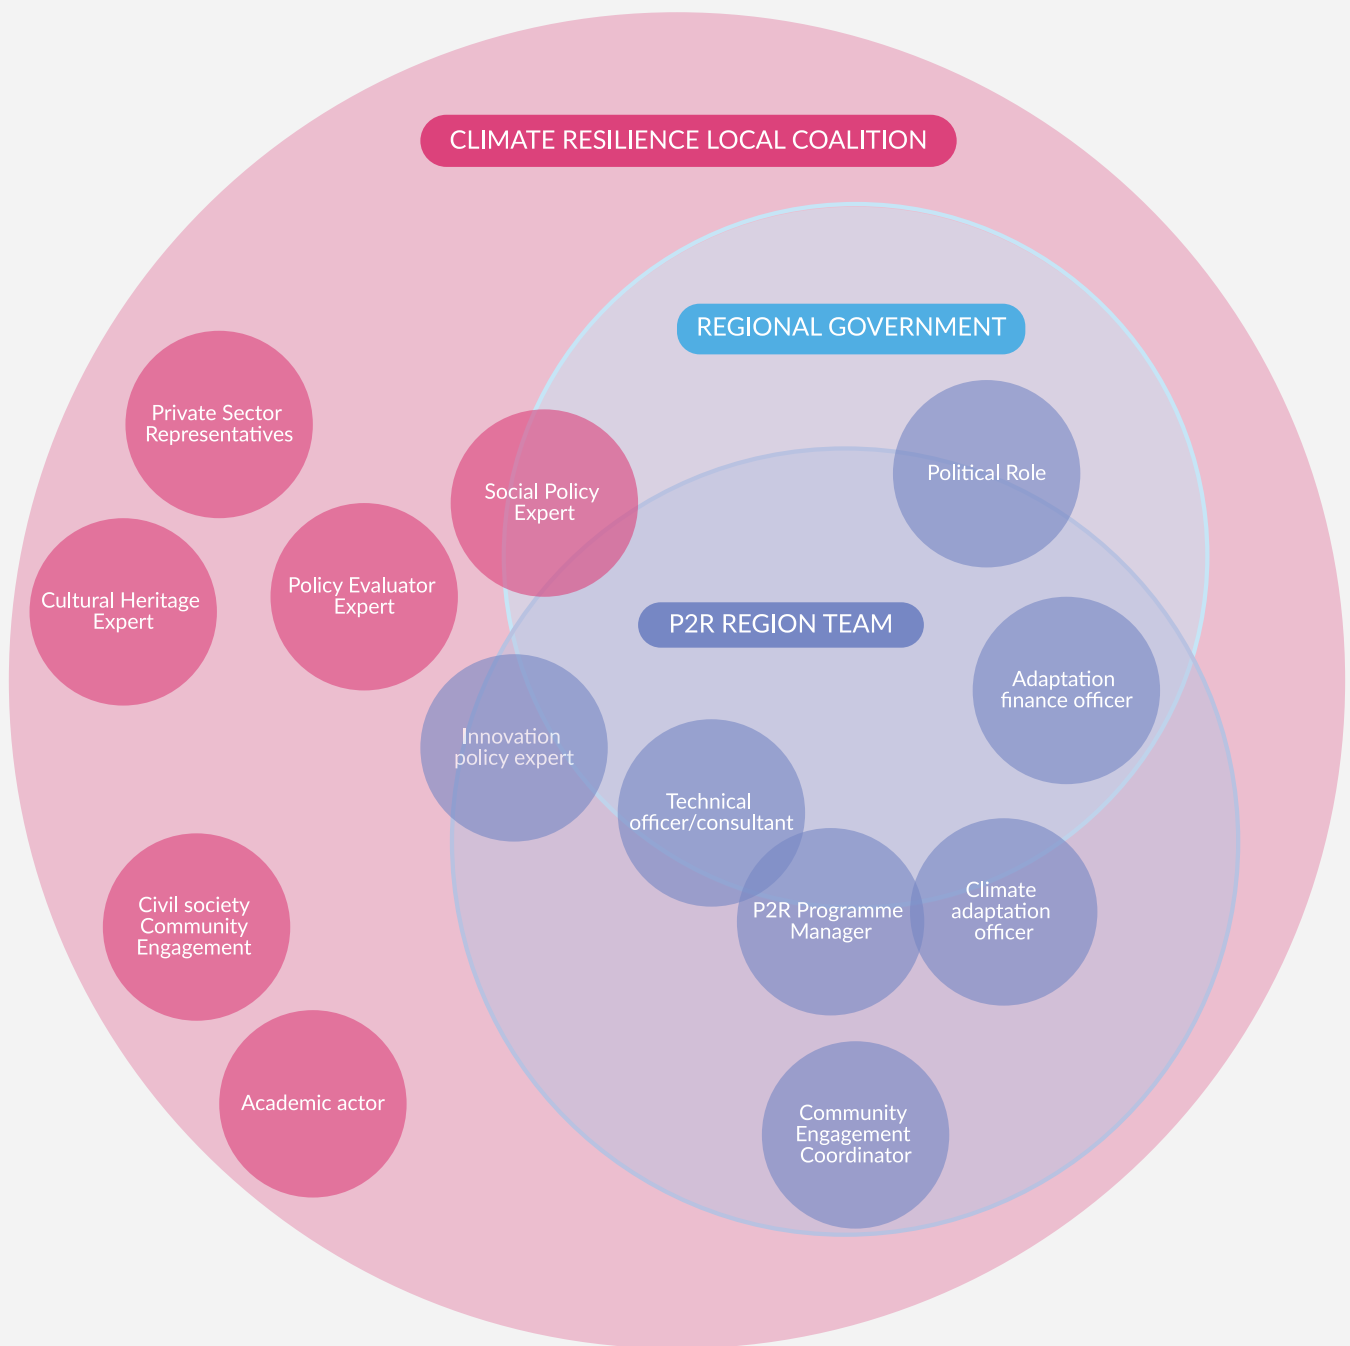 CLIMATE RESILIENCE LOCAL COALITION
REGIONAL GOVERNMENT
Private Sector
Representatives
Political Role
Social Policy
Expert
Policy Evaluator
Expert
Cultural Heritage
Expert
P2R REGION TEAM
Adaptation
finance officer
Innovation
policy expert
Technical
officer/consultant
P2R Programme
Manager
Climate
adaptation
officer
Civil society
Community
Engagement
Academic actor
Community
Engagement
Coordinator